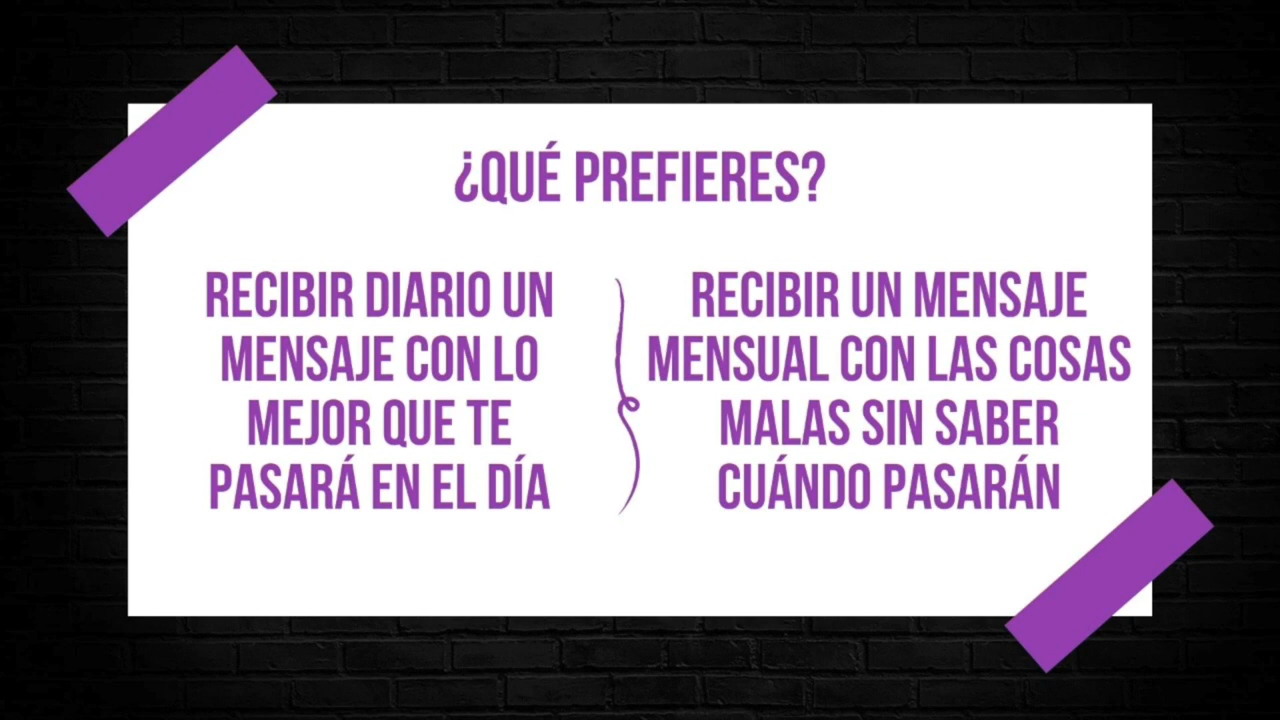 ¿QUÉ PREFIERES?
RECIBIR DIARIO UN
MENSAJE CON LO
MEJOR QUE TE
PASARÁ EN EL DÍA
RECIBIR UN MENSAJE
MENSUAL CON LAS COSAS
MALAS SIN SABER
CUÁNDO PASARÁN